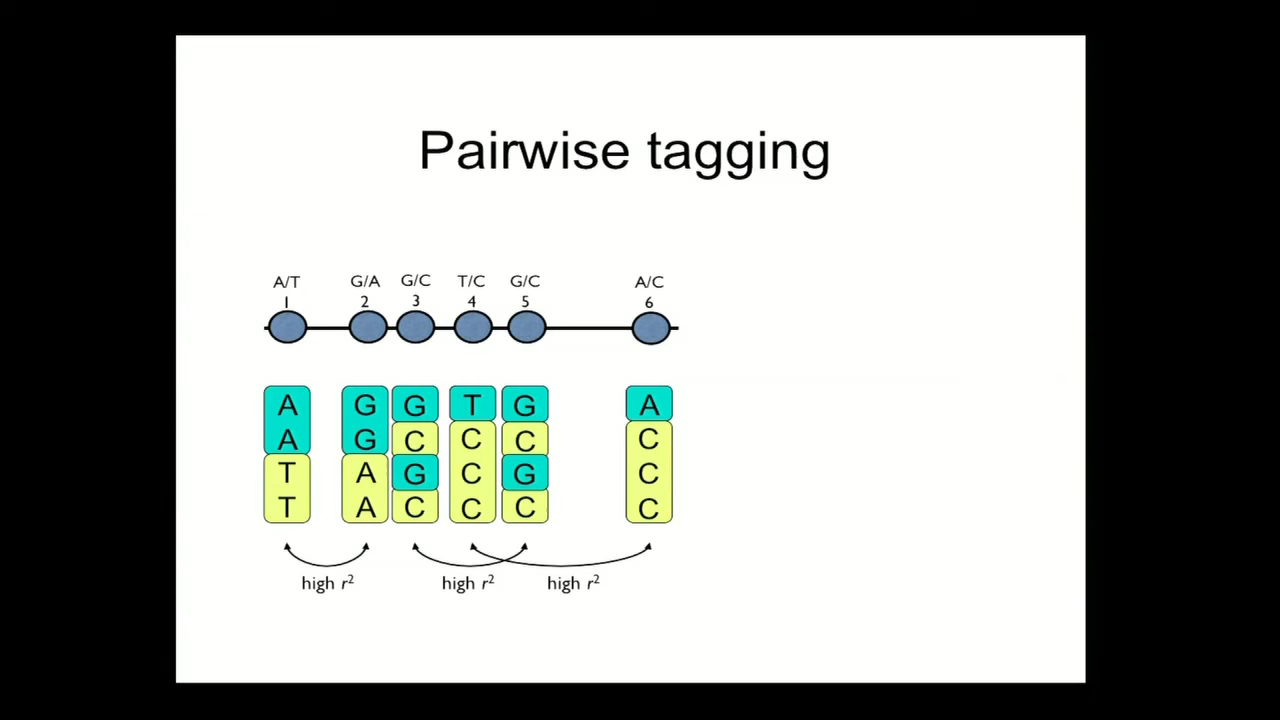 Pairwise tagging
A/T G/A G/C T/C G/C A/C
1 2 3 4 5 6
A G G T G A
A G C C C C
T A G C G C
T A C C C C
high r² high r² high r²